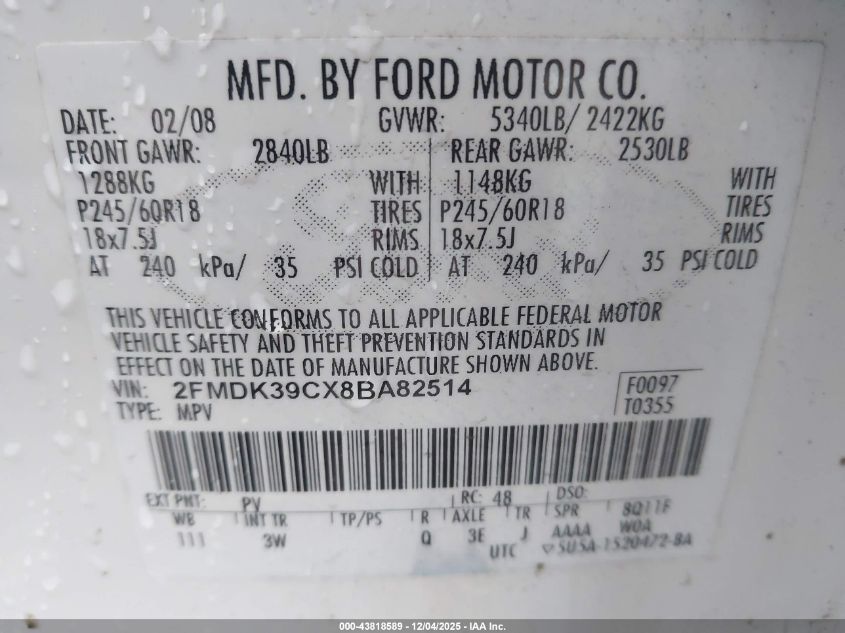 MFD. BY FORD MOTOR CO.
DATE: 02/08 GVWR: 5340LB/ 2422KG
FRONT GAWR: 2840LB REAR GAWR: 2530LB
1288KG WITH 1148KG WITH
P245/60R18 TIRES P245/60R18 TIRES
18x7.5J RIMS 18x7.5J RIMS
AT 240 kPa/ 35 PSI COLD AT 240 kPa/ 35 PSI COLD
THIS VEHICLE CONFORMS TO ALL APPLICABLE FEDERAL MOTOR
VEHICLE SAFETY AND THEFT PREVENTION STANDARDS IN
EFFECT ON THE DATE OF MANUFACTURE SHOWN ABOVE.
VIN: 2FMDK39CX8BA82514 F0097
TYPE: MPV T0355
EXT PNT: PV RC: 48 DSO:
WB INT TR TP/PS R AXLE TR SPR 8Q11F
111 3W Q 3E J AAAA WOA
UTC ▽5U5A-1520472-BA
000-43818589 - 12/04/2025 - IAA Inc.